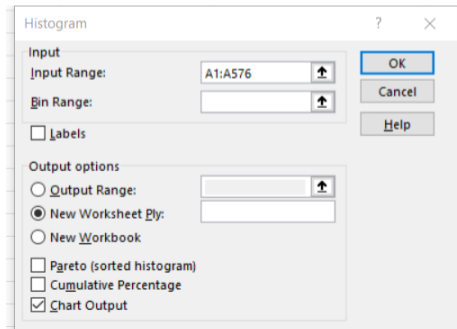 Histogram ? ×
Input
Input Range: A1:A576
OK
Bin Range:
Cancel
Labels
Help
Output options
Output Range:
New Worksheet Ply:
New Workbook
Pareto (sorted histogram)
Cumulative Percentage
Chart Output